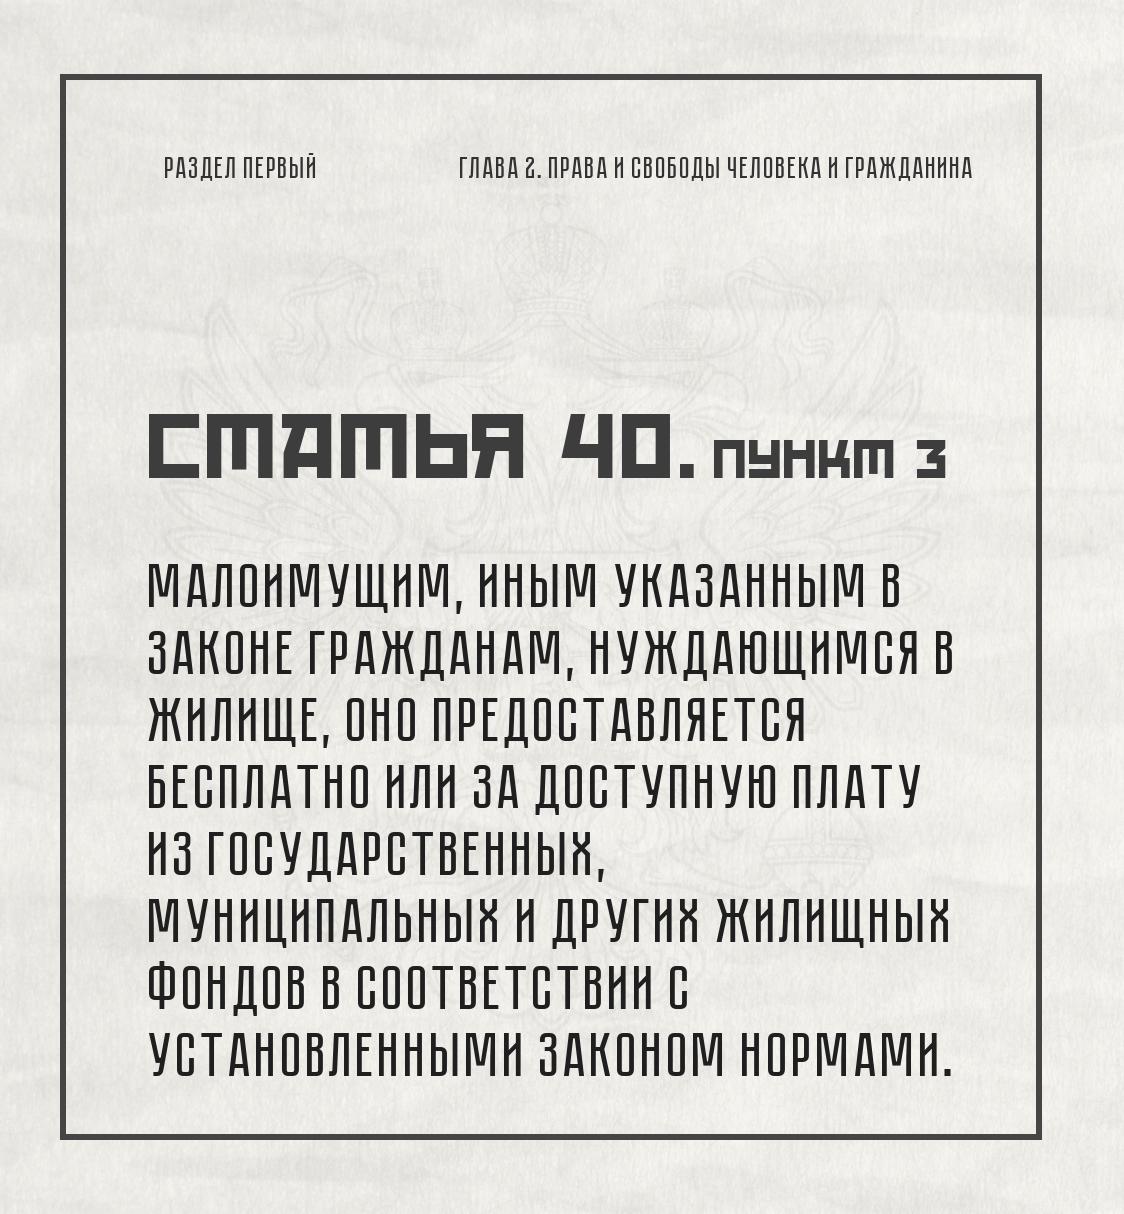 РАЗДЕЛ ПЕРВЫЙ ГЛАВА 2. ПРАВА И СВОБОДЫ ЧЕЛОВЕКА И ГРАЖДАНИНА
СТАТЬЯ 40. ПУНКТ 3
МАЛОИМУЩИМ, ИНЫМ УКАЗАННЫМ В
ЗАКОНЕ ГРАЖДАНАМ, НУЖДАЮЩИМСЯ В
ЖИЛИЩЕ, ОНО ПРЕДОСТАВЛЯЕТСЯ
БЕСПЛАТНО ИЛИ ЗА ДОСТУПНУЮ ПЛАТУ
ИЗ ГОСУДАРСТВЕННЫХ,
МУНИЦИПАЛЬНЫХ И ДРУГИХ ЖИЛИЩНЫХ
ФОНДОВ В СООТВЕТСТВИИ С
УСТАНОВЛЕННЫМИ ЗАКОНОМ НОРМАМИ.